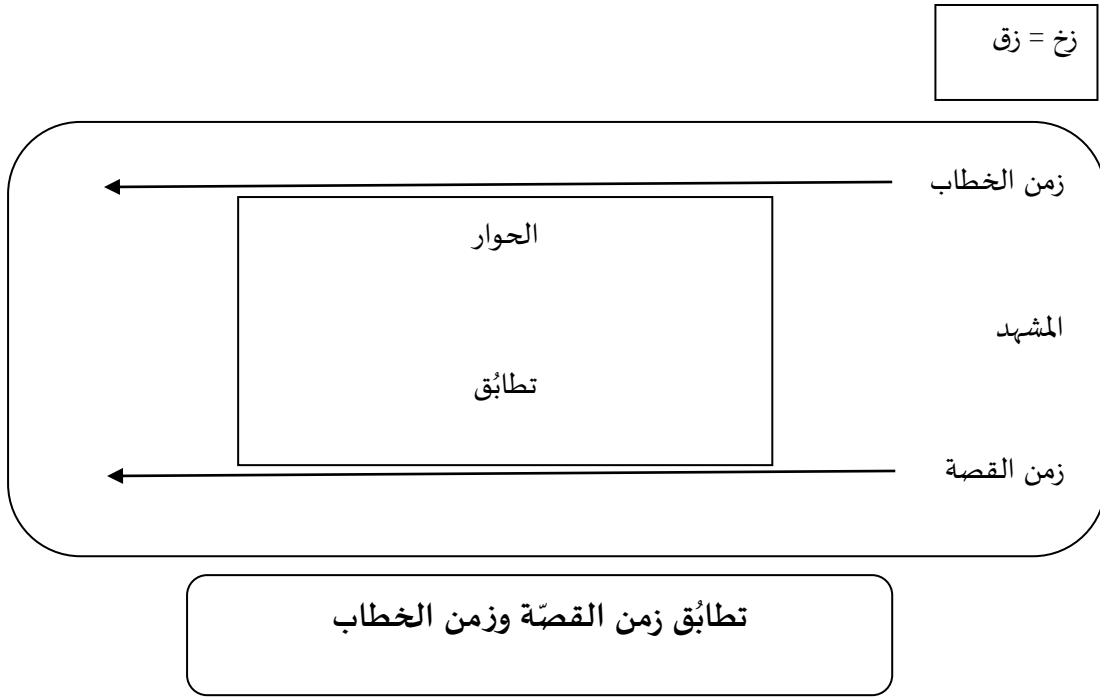 زخ = زق
زمن الخطاب
الحوار
المشهد
تطابُق
زمن القصة
تطابُق زمن القصّة وزمن الخطاب